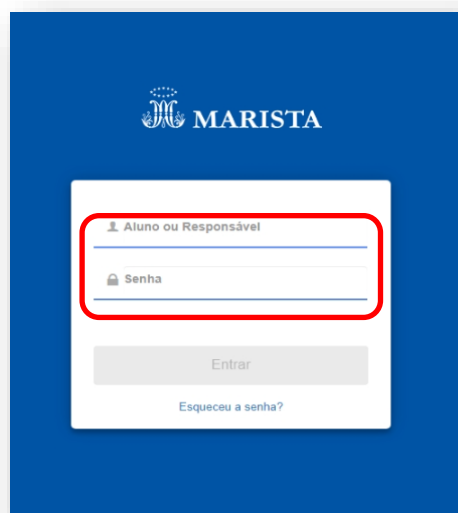 MARISTA
Aluno ou Responsável
Senha
Entrar
Esqueceu a senha?